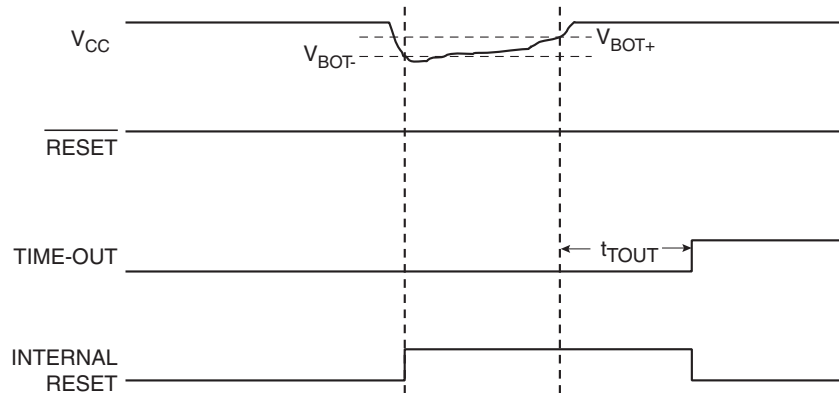 VCC
VBOT-
VBOT+
RESET
TIME-OUT
tTOUT
INTERNAL
RESET